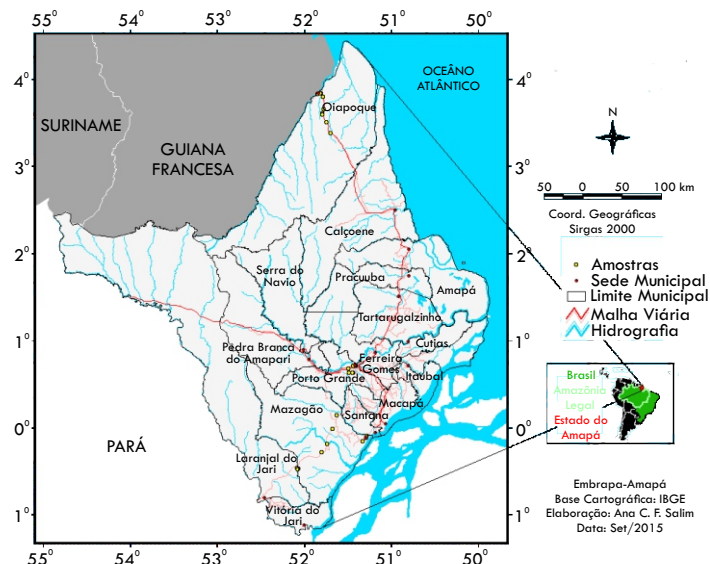 55° 54° 53° 52° 51° 50°
4°
3°
2°
1°
0°
1°
OCEÂNO
ATLÂNTICO
SURINAME
GUIANA
FRANCESA
Oiapoque
Calçoene
Serra do
Navio
Pracuuba
Amapá
Tartarugalzinho
Cutias
Pedra Branca
do Amapari
Ferreira
Gomes
Porto Grande
Itaubal
Macapá
Mazagão
Santana
PARÁ
Laranjal do
Jari
Vitória do
Jari
4°
3°
2°
1°
0°
1°
55° 54° 53° 52° 51° 50°
N
50 0 50 100 km
Coord. Geográficas
Sirgas 2000
Amostras
Sede Municipal
Limite Municipal
Malha Viária
Hidrografia
Brasil
Amazônia
Legal
Estado do
Amapá
Embrapa-Amapá
Base Cartográfica: IBGE
Elaboração: Ana C. F. Salim
Data: Set/2015